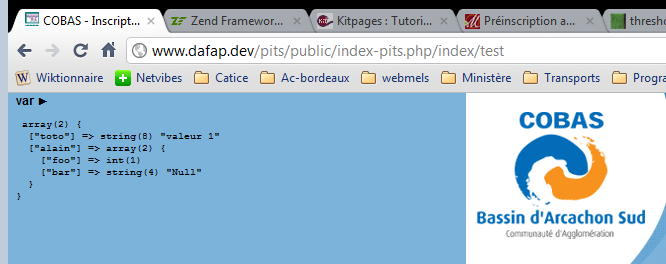 COBAS - Inscript
Zend Framewor
Kitpages : Tutori
Préinscription a
thresho
www.dafap.dev/pits/public/index-pits.php/index/test
Wiktionnaire
Netvibes
Catice
Ac-bordeaux
webmels
Ministère
Transports
Progra
var ►
array(2) {
["toto"] => string(8) "valeur 1"
["alain"] => array(2) {
["foo"] => int(1)
["bar"] => string(4) "Null"
}
}
COBAS
Bassin d'Arcachon Sud
Communauté d'Agglomération